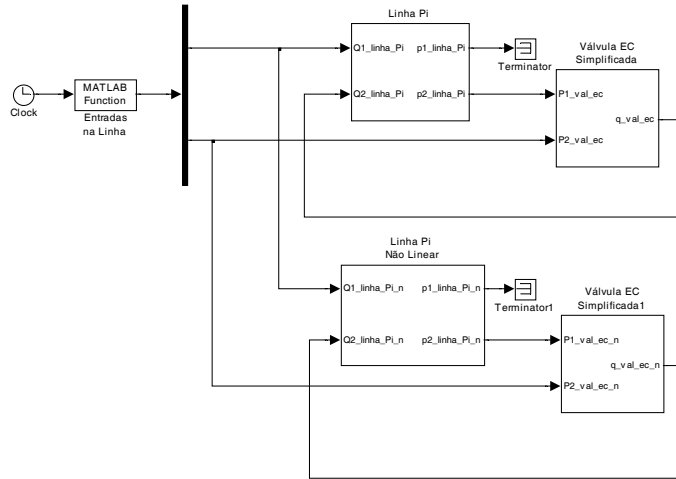 Linha Pi
Q1_linha_Pi
p1_linha_Pi
Q2_linha_Pi
p2_linha_Pi
Terminator
Válvula EC
Simplificada
P1_val_ec
q_val_ec
P2_val_ec
Clock
MATLAB
Function
Entradas
na Linha
Linha Pi
Não Linear
Q1_linha_Pi_n
p1_linha_Pi_n
Q2_linha_Pi_n
p2_linha_Pi_n
Terminator1
Válvula EC
Simplificada1
P1_val_ec_n
q_val_ec_n
P2_val_ec_n